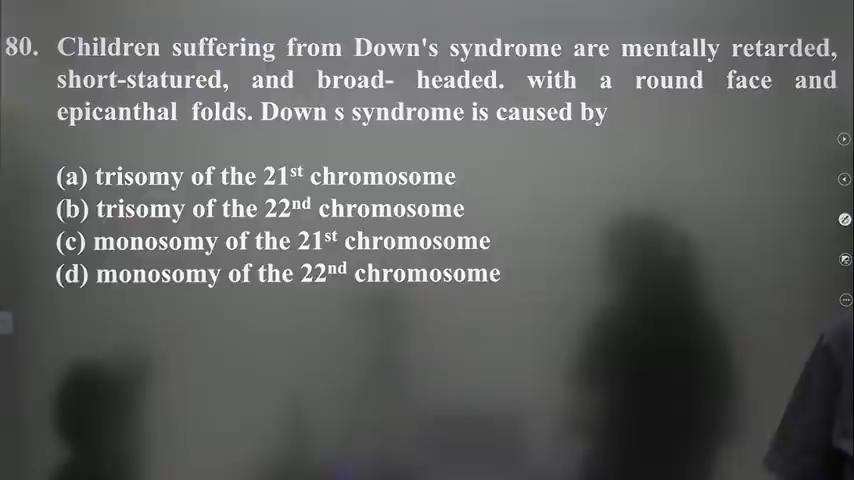 80. Children suffering from Down's syndrome are mentally retarded,
short-statured, and broad- headed. with a round face and
epicanthal folds. Down s syndrome is caused by
(a) trisomy of the 21st chromosome
(b) trisomy of the 22nd chromosome
(c) monosomy of the 21st chromosome
(d) monosomy of the 22nd chromosome